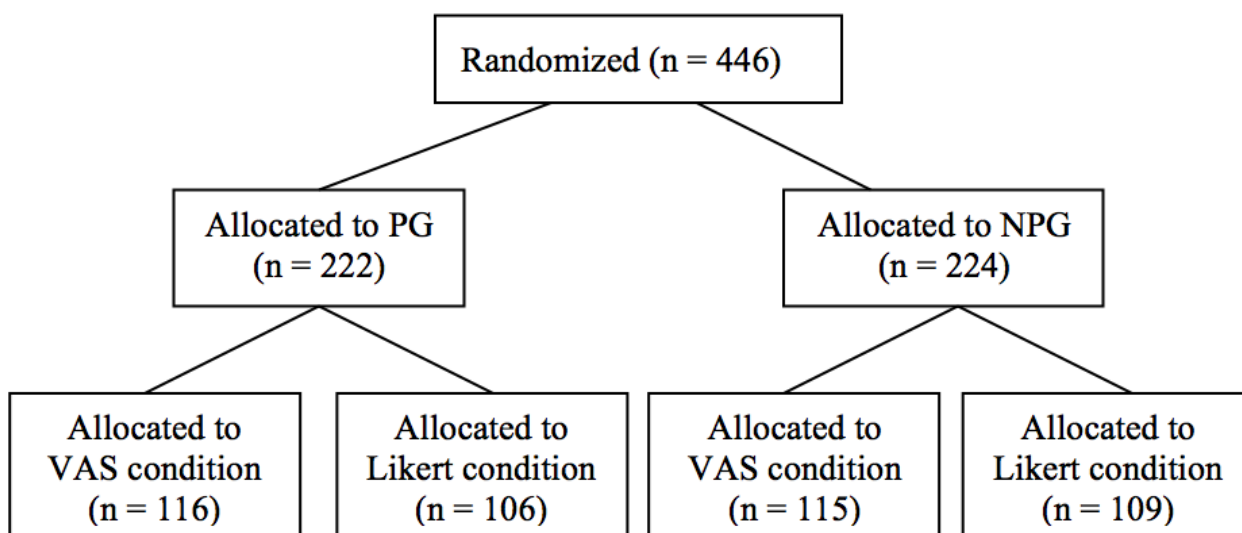 Randomized (n = 446)
Allocated to PG
(n = 222)
Allocated to NPG
(n = 224)
Allocated to
VAS condition
(n = 116)
Allocated to
Likert condition
(n = 106)
Allocated to
VAS condition
(n = 115)
Allocated to
Likert condition
(n = 109)